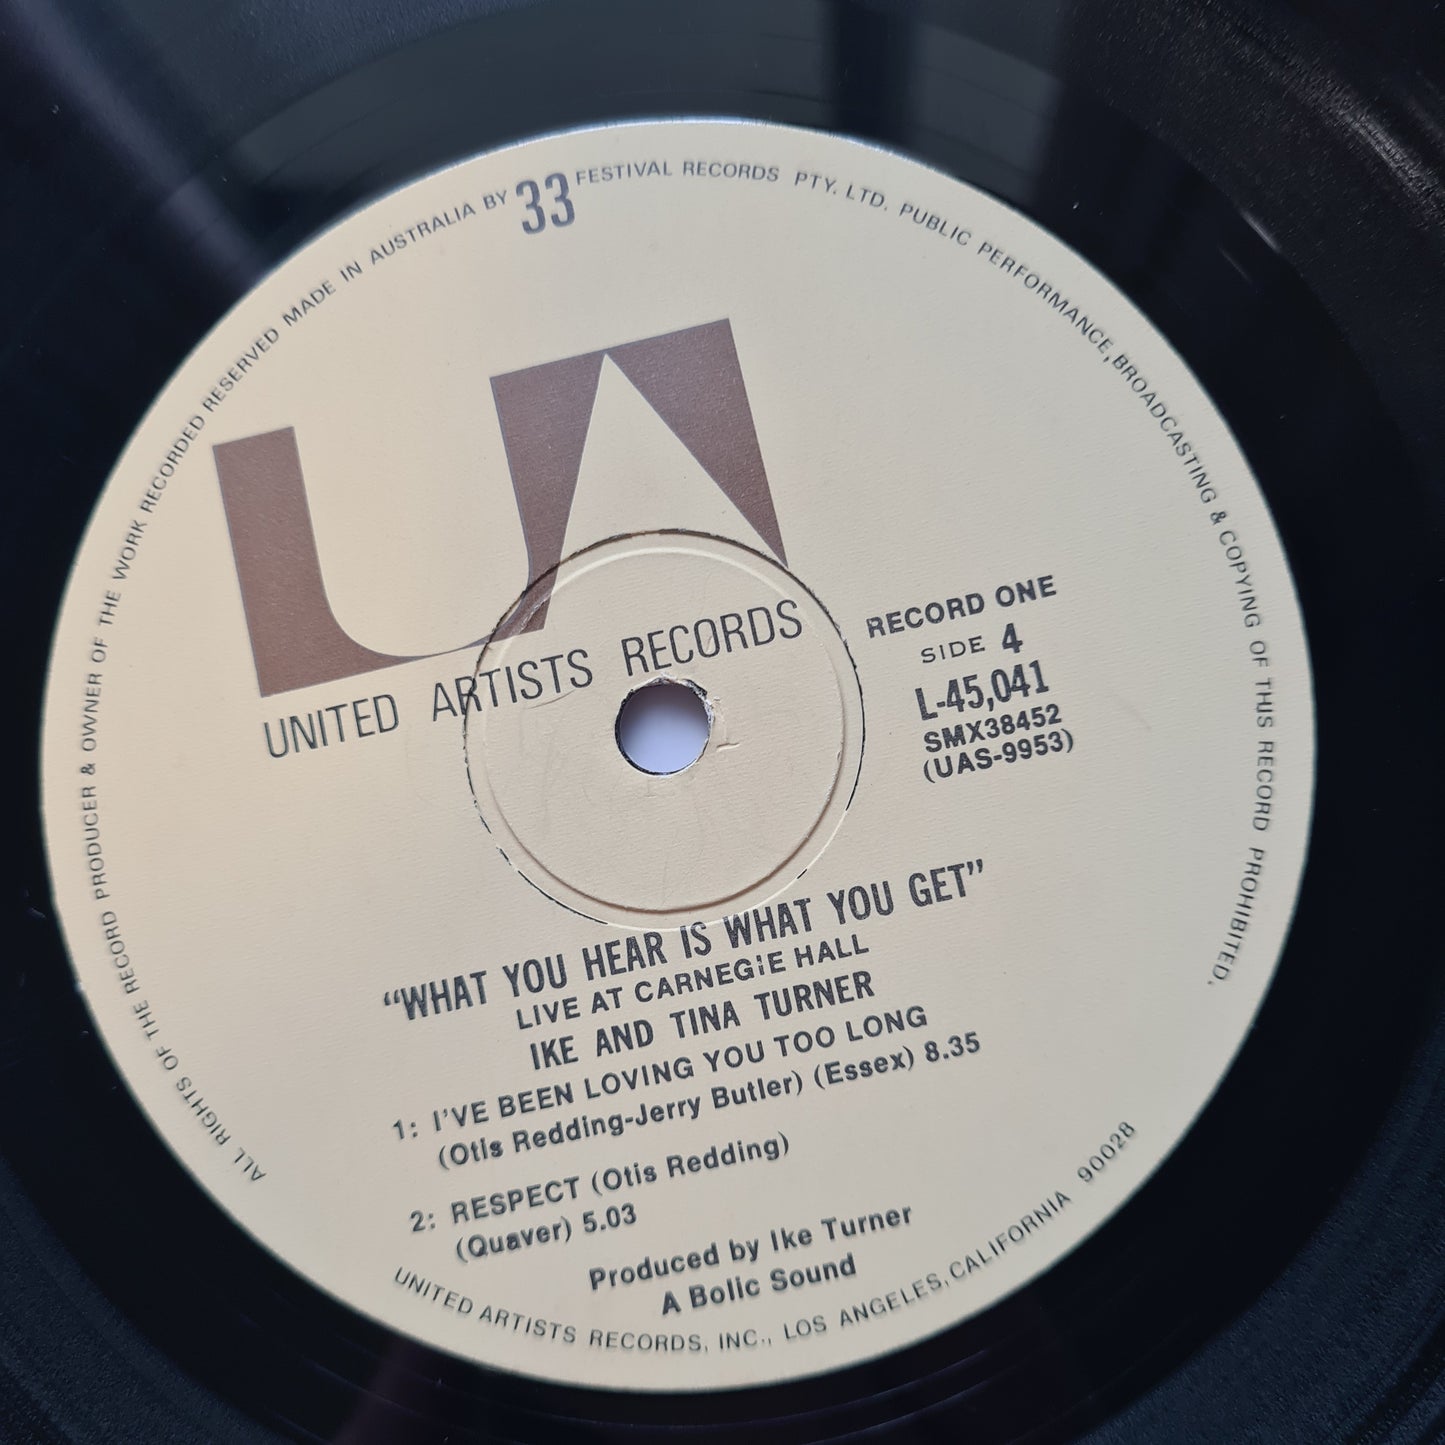 ALL RIGHTS OF THE RECORD PRODUCER & OWNER OF THE WORK RECORDED RESERVED MADE IN AUSTRALIA BY 33 FESTIVAL RECORDS PTY. LTD. PUBLIC PERFORMANCE, BROADCASTING & COPYING OF THIS RECORD PROHIBITED.
UA
UNITED ARTISTS RECORDS
RECORD ONE
SIDE 4
L-45,041
SMX38452
(UAS-9953)
“WHAT YOU HEAR IS WHAT YOU GET”
LIVE AT CARNEGIE HALL
IKE AND TINA TURNER
1: I'VE BEEN LOVING YOU TOO LONG
(Otis Redding-Jerry Butler) (Essex) 8.35
2: RESPECT (Otis Redding)
(Quaver) 5.03
Produced by Ike Turner
A Bolic Sound
UNITED ARTISTS RECORDS, INC., LOS ANGELES, CALIFORNIA 90028